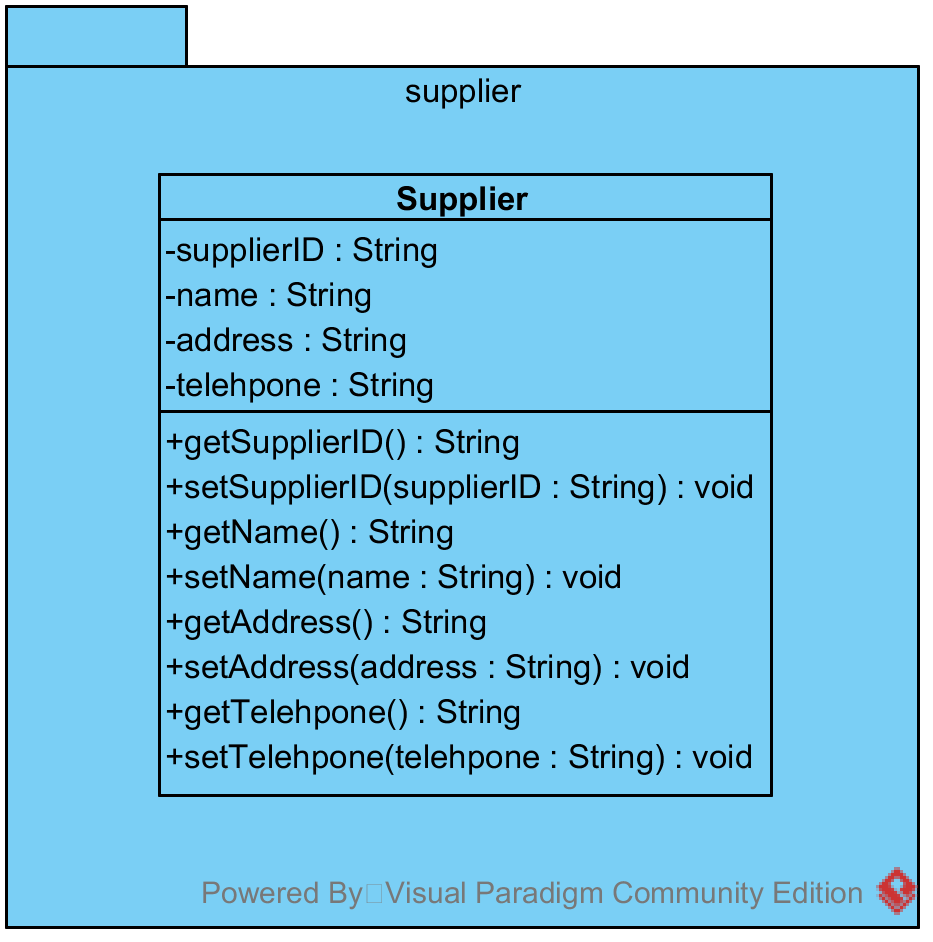 supplier
Supplier
-supplierID : String
-name : String
-address : String
-telehpone : String
+getSupplierID() : String
+setSupplierID(supplierID : String) : void
+getName() : String
+setName(name : String) : void
+getAddress() : String
+setAddress(address : String) : void
+getTelehpone() : String
+setTelehpone(telehpone : String) : void
Powered By Visual Paradigm Community Edition